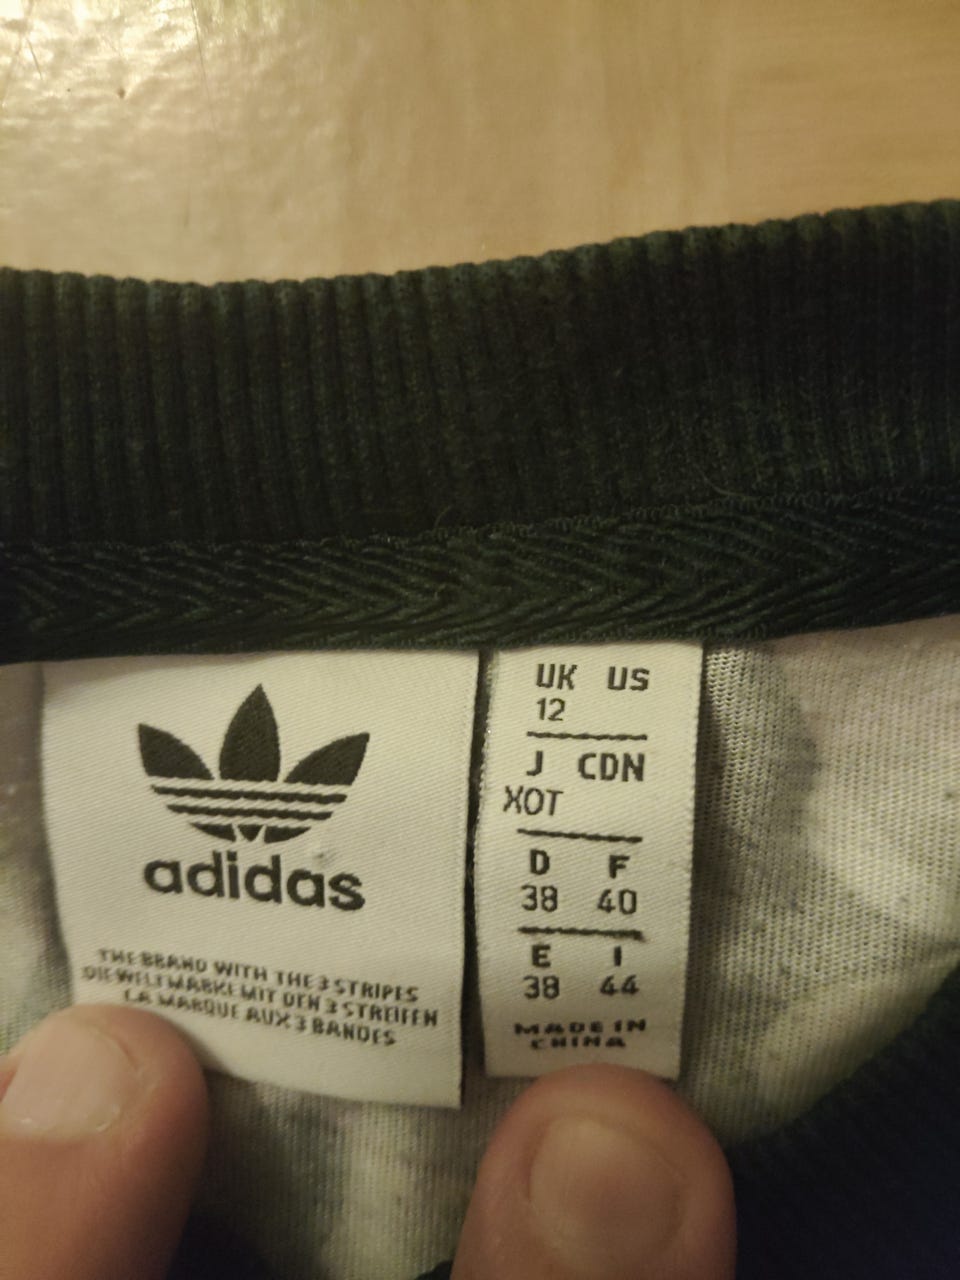 adidas
THE BRAND WITH THE 3 STRIPES
DIE WELTMARKE MIT DEN 3 STREIFEN
LA MARQUE AUX 3 BANDES
UK US
12
J CDN
XOT
D F
38 40
E I
38 44
MADE IN
CHINA